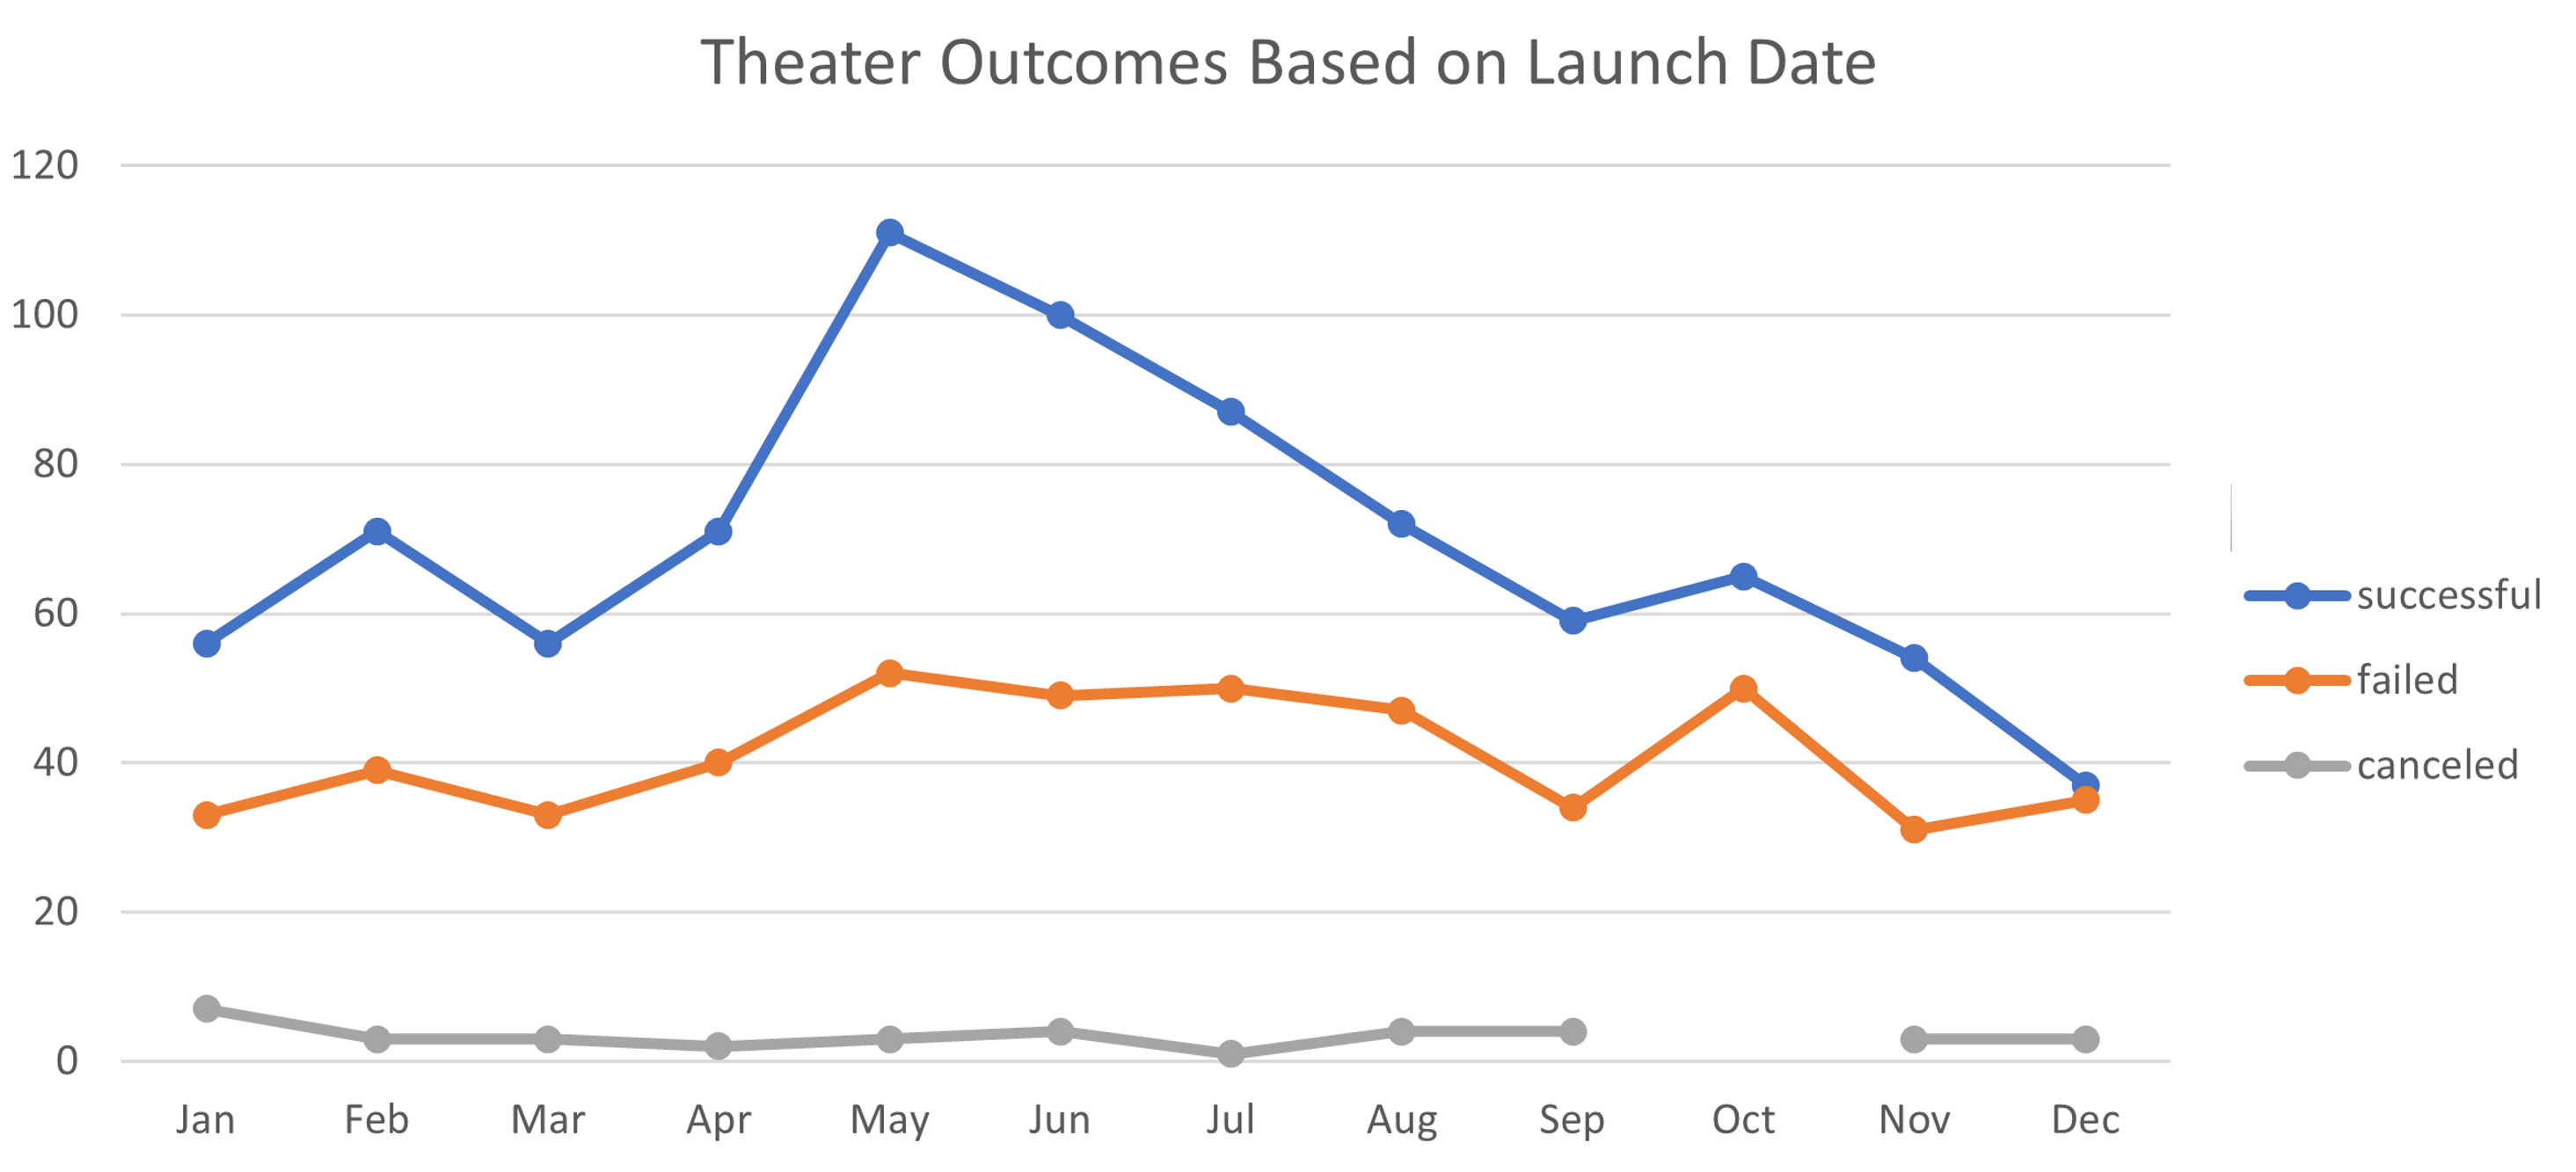 Theater Outcomes Based on Launch Date
120
100
80
60
40
20
0
Jan Feb Mar Apr May Jun Jul Aug Sep Oct Nov Dec
successful
failed
canceled